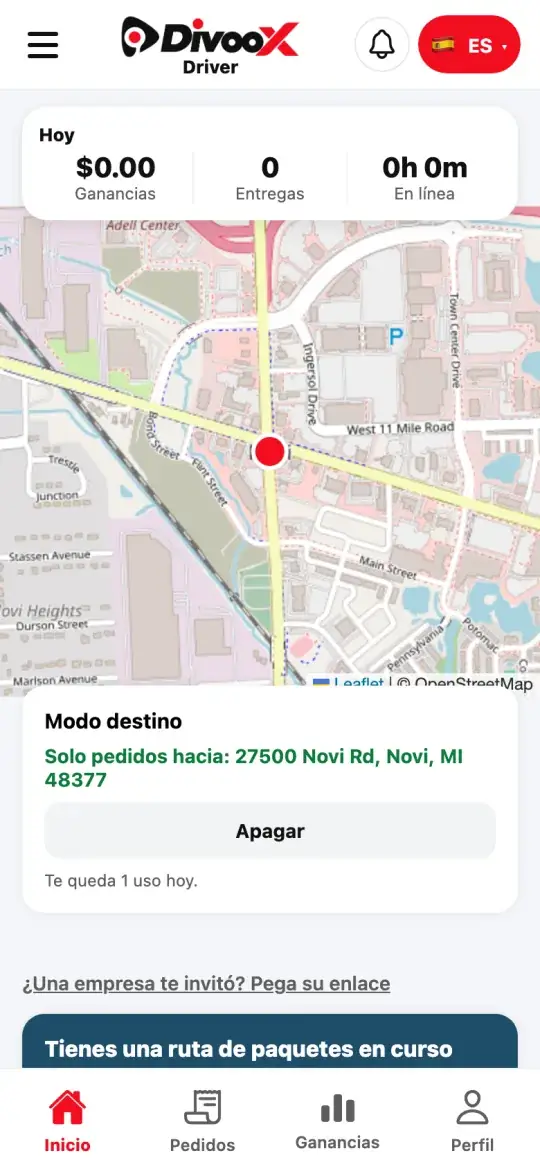 DivooX
Driver
ES
Hoy
$0.00
Ganancias
0
Entregas
0h 0m
En línea
Adell Center
Town Center Drive
Ingersol Drive
P
West 11 Mile Road
Bond Street
Flint Street
Trestle
Junction
Stassen Avenue
Main Street
ovi Heights
Durson Street
Pennsylvania
Potomac
Co
Marlson Avenue
Leaflet | © OpenStreetMap
Modo destino
Solo pedidos hacia: 27500 Novi Rd, Novi, MI
48377
Apagar
Te queda 1 uso hoy.
¿Una empresa te invitó? Pega su enlace
Tienes una ruta de paquetes en curso
Inicio
Pedidos
Ganancias
Perfil